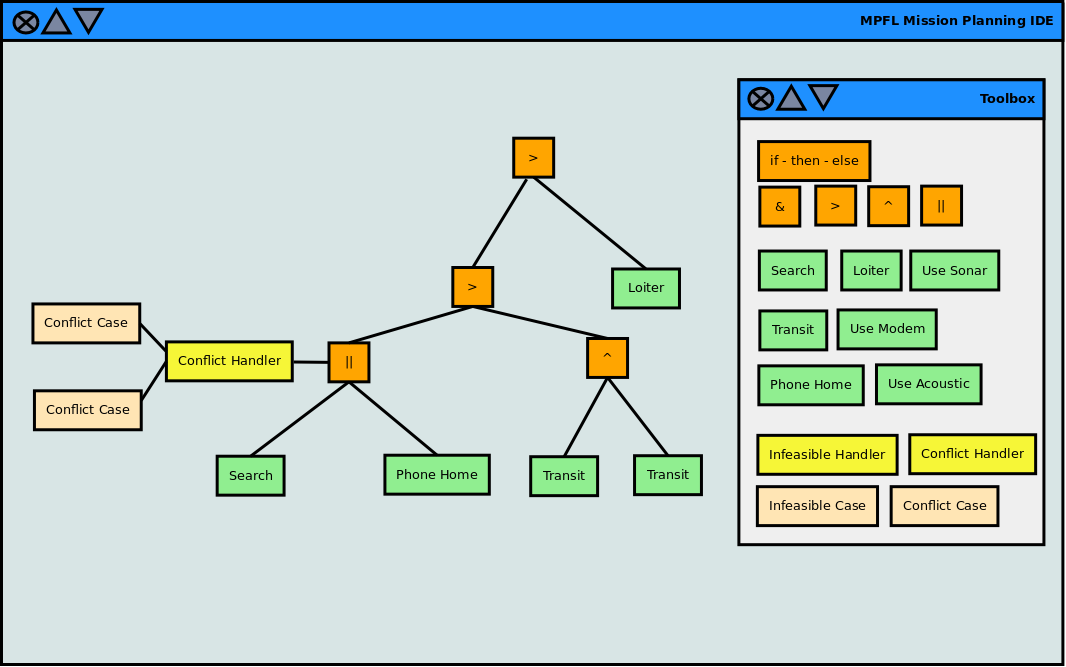 MPFL Mission Planning IDE
Toolbox
if - then - else
& > ^ ||
Search Loiter Use Sonar
Transit Use Modem
Phone Home Use Acoustic
Infeasible Handler Conflict Handler
Infeasible Case Conflict Case
>
> Loiter
Conflict Case
Conflict Handler || ^
Conflict Case
Search Phone Home Transit Transit